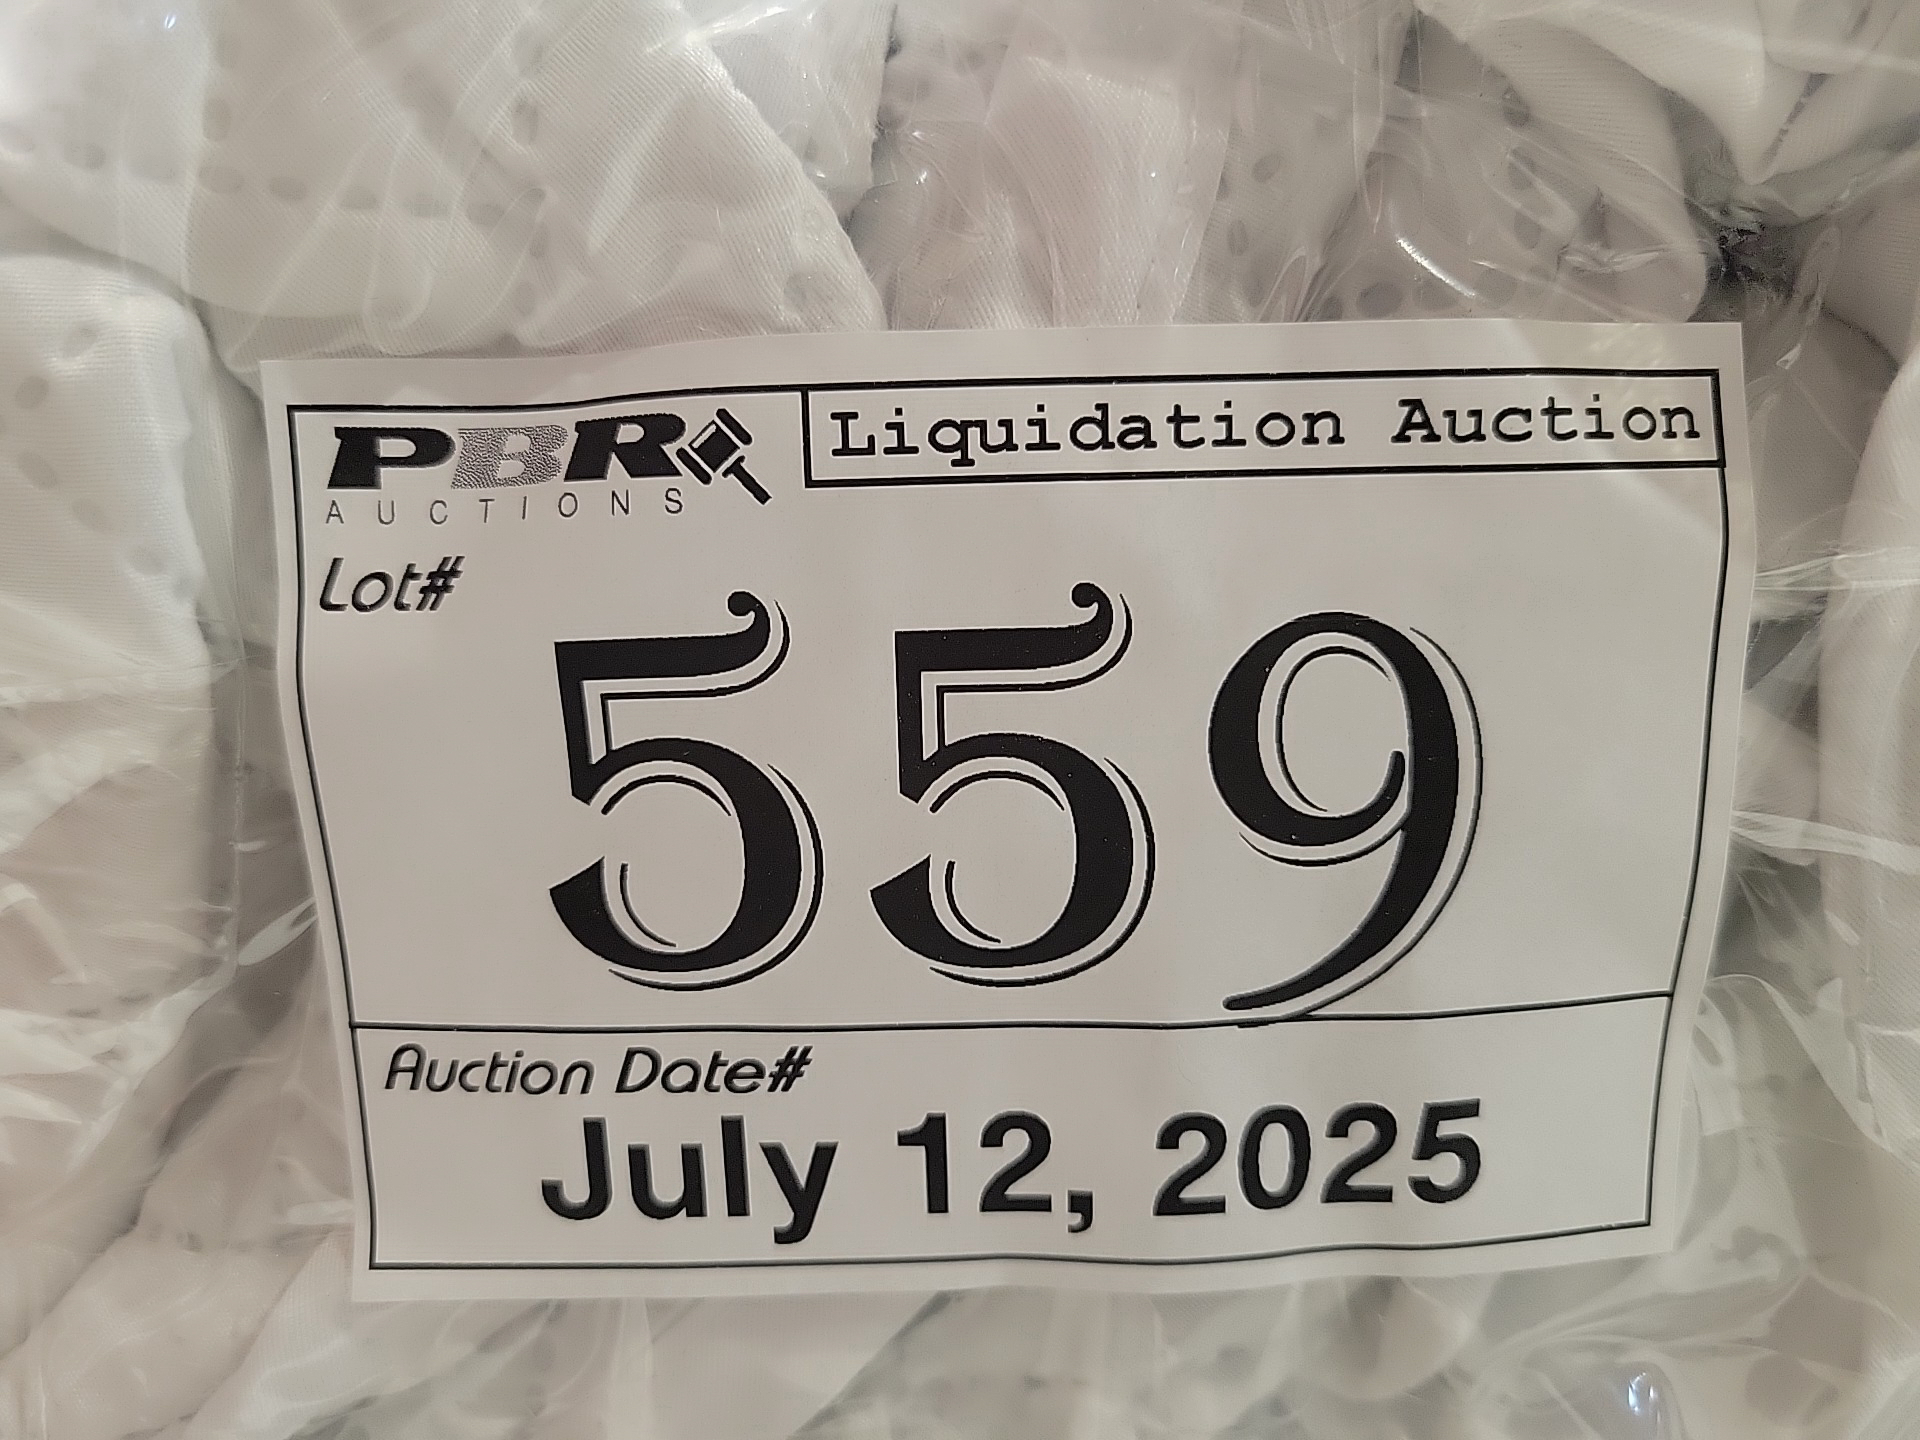 PBR
AUCTIONS
Liquidation Auction
Lot#
559
Auction Date#
July 12, 2025